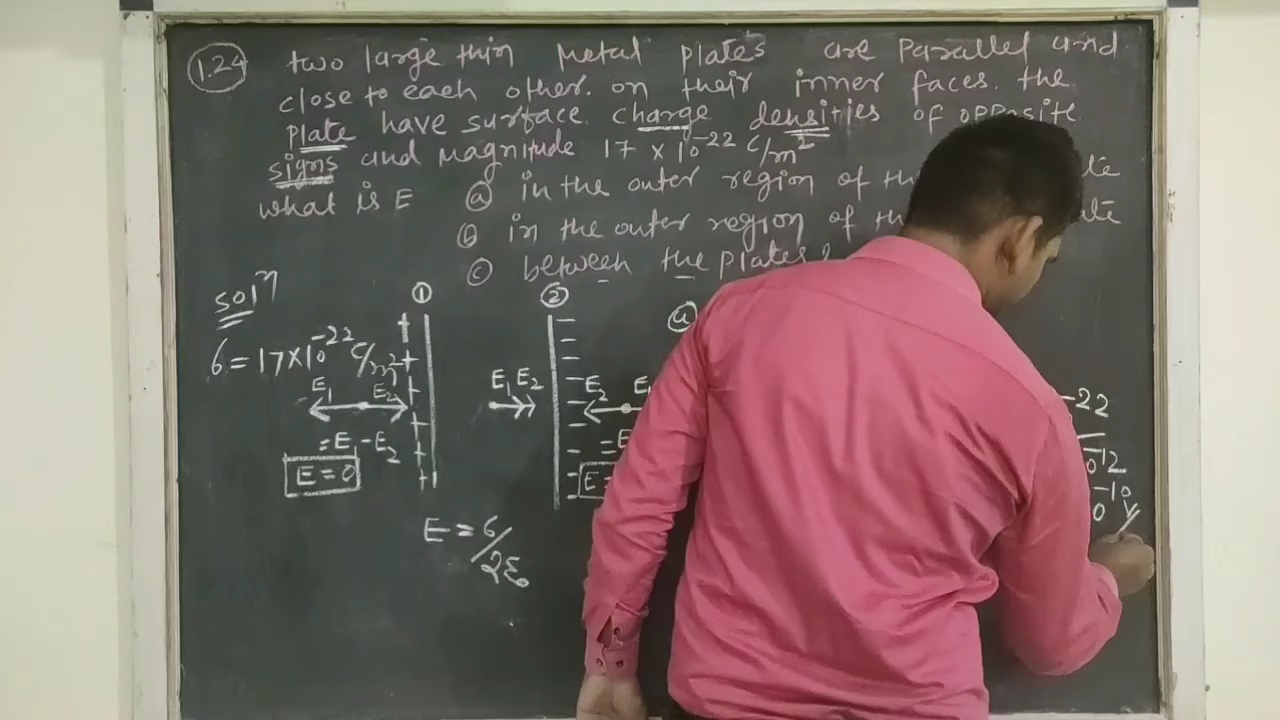 1.24 two large thin metal plates are parallel and
close to each other. on their inner faces. the
plate have surface charge densities of opposite
signs and magnitude 17 × 10⁻²² C/m²
what is E ⓐ in the outer region of
ⓑ in the outer region of
ⓒ between the plates
solⁿ
① ②
6 = 17×10⁻²² C/m²
E₁ E₂
E₁ E₂
E₂
= E₁ - E₂
E = 0
E = 6/2ε₀
-22
-10